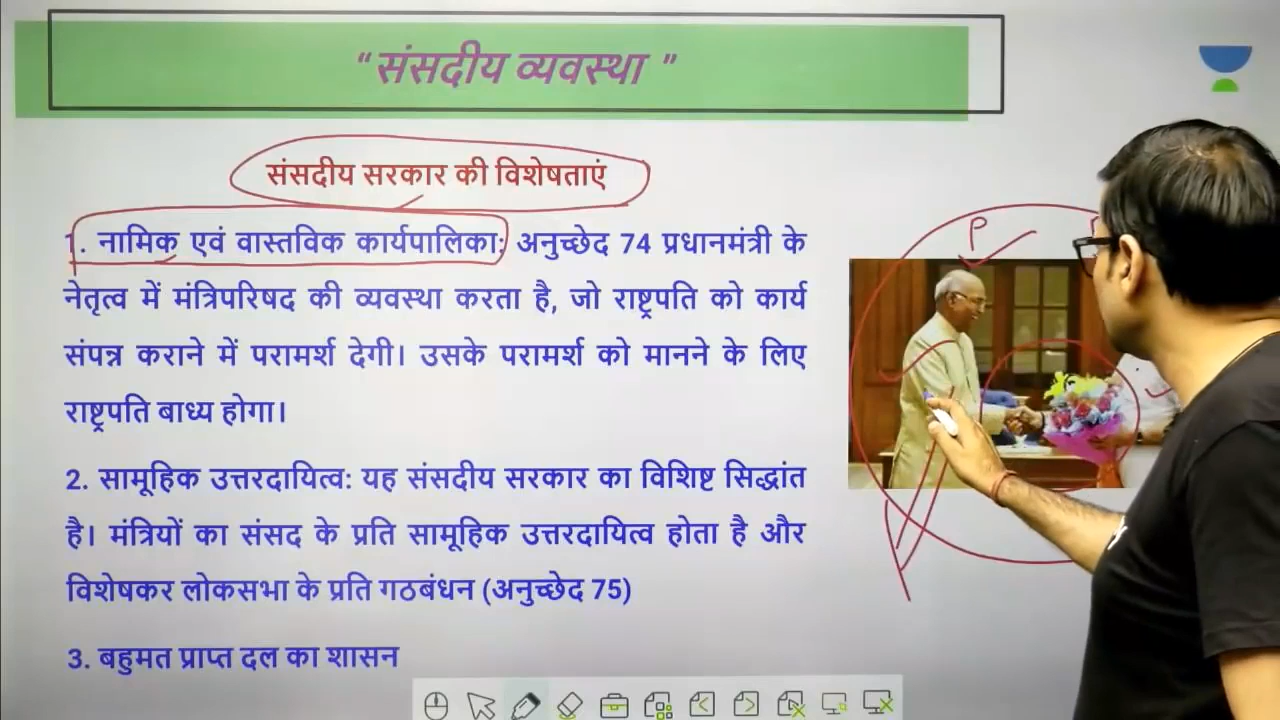 “ संसदीय व्यवस्था ”
संसदीय सरकार की विशेषताएं
P
1. नामिक एवं वास्तविक कार्यपालिका: अनुच्छेद 74 प्रधानमंत्री के
नेतृत्व में मंत्रिपरिषद की व्यवस्था करता है, जो राष्ट्रपति को कार्य
संपन्न कराने में परामर्श देगी। उसके परामर्श को मानने के लिए
राष्ट्रपति बाध्य होगा।
2. सामूहिक उत्तरदायित्व: यह संसदीय सरकार का विशिष्ट सिद्धांत
है। मंत्रियों का संसद के प्रति सामूहिक उत्तरदायित्व होता है और
विशेषकर लोकसभा के प्रति गठबंधन (अनुच्छेद 75)
3. बहुमत प्राप्त दल का शासन